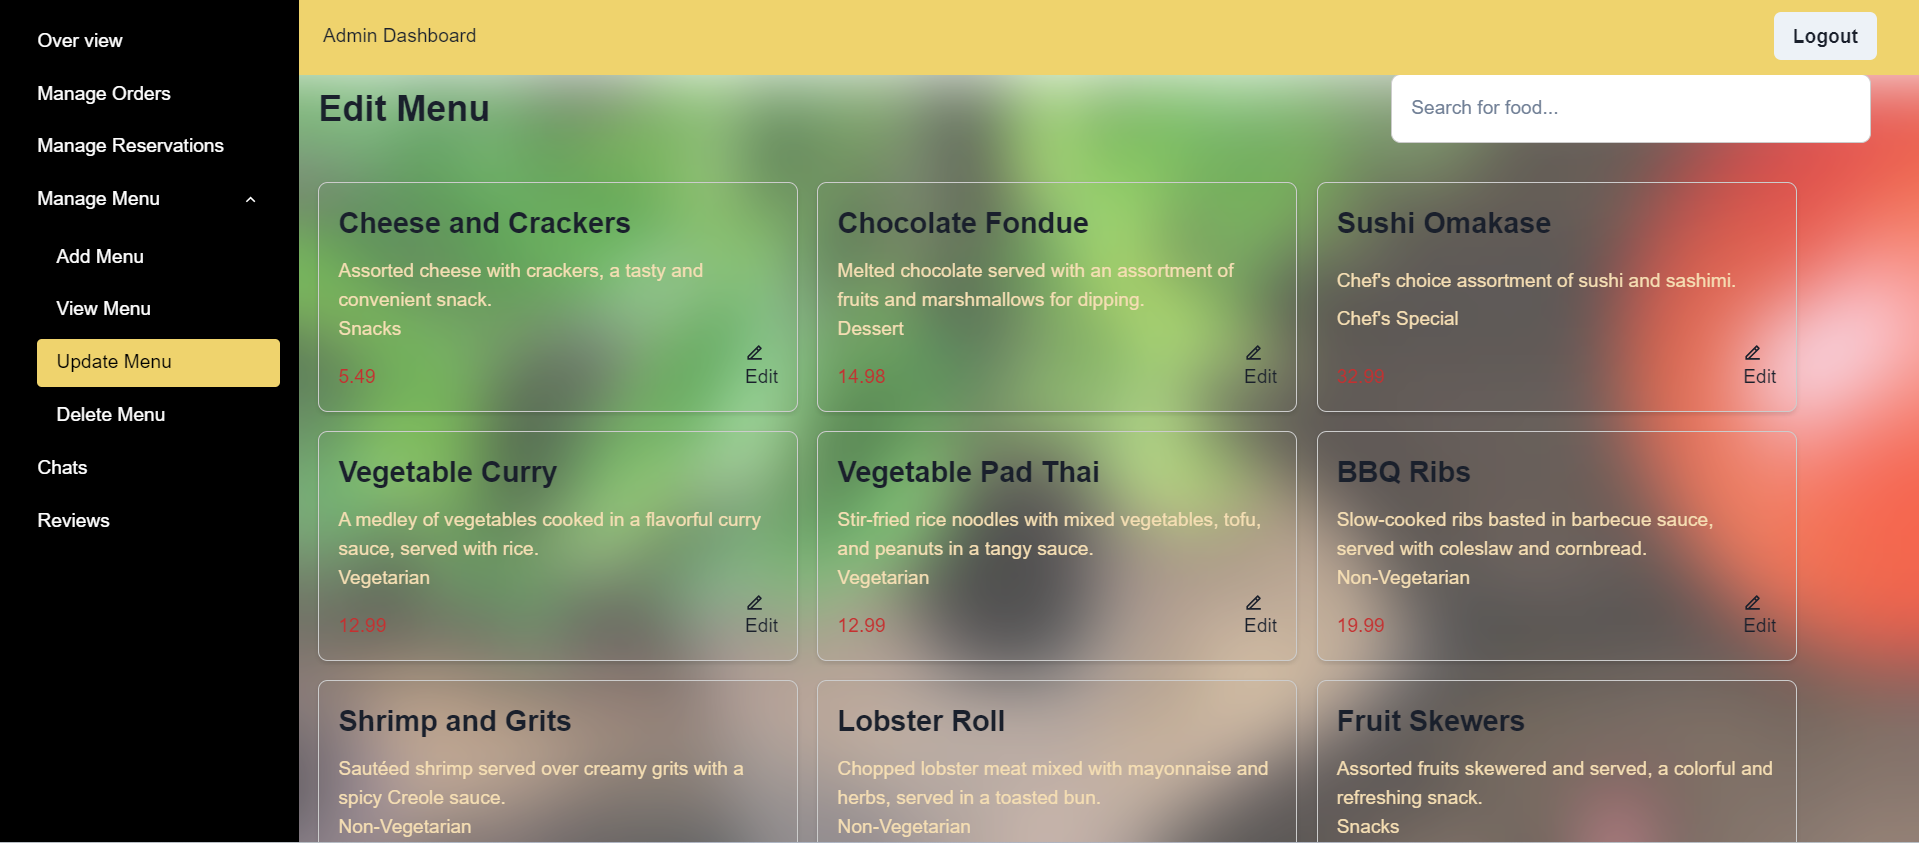 Over view
Manage Orders
Manage Reservations
Manage Menu
Add Menu
View Menu
Update Menu
Delete Menu
Chats
Reviews
Admin Dashboard
Logout
Edit Menu
Search for food...
Cheese and Crackers
Assorted cheese with crackers, a tasty and
convenient snack.
Snacks
5.49
Edit
Chocolate Fondue
Melted chocolate served with an assortment of
fruits and marshmallows for dipping.
Dessert
14.98
Edit
Sushi Omakase
Chef's choice assortment of sushi and sashimi.
Chef's Special
32.99
Edit
Vegetable Curry
A medley of vegetables cooked in a flavorful curry
sauce, served with rice.
Vegetarian
12.99
Edit
Vegetable Pad Thai
Stir-fried rice noodles with mixed vegetables, tofu,
and peanuts in a tangy sauce.
Vegetarian
12.99
Edit
BBQ Ribs
Slow-cooked ribs basted in barbecue sauce,
served with coleslaw and cornbread.
Non-Vegetarian
19.99
Edit
Shrimp and Grits
Sautéed shrimp served over creamy grits with a
spicy Creole sauce.
Non-Vegetarian
Lobster Roll
Chopped lobster meat mixed with mayonnaise and
herbs, served in a toasted bun.
Non-Vegetarian
Fruit Skewers
Assorted fruits skewered and served, a colorful and
refreshing snack.
Snacks